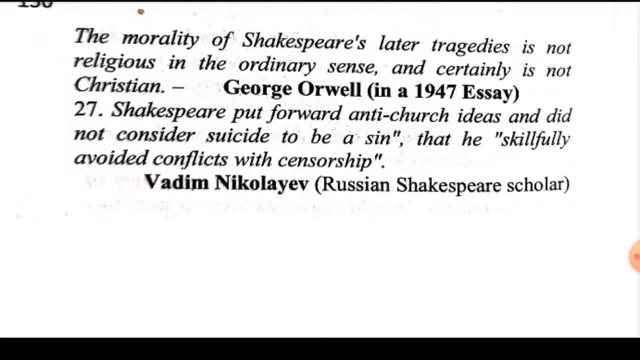 The morality of Shakespeare's later tragedies is not
religious in the ordinary sense, and certainly is not
Christian. – George Orwell (in a 1947 Essay)
27. Shakespeare put forward anti-church ideas and did
not consider suicide to be a sin", that he "skillfully
avoided conflicts with censorship".
Vadim Nikolayev (Russian Shakespeare scholar)